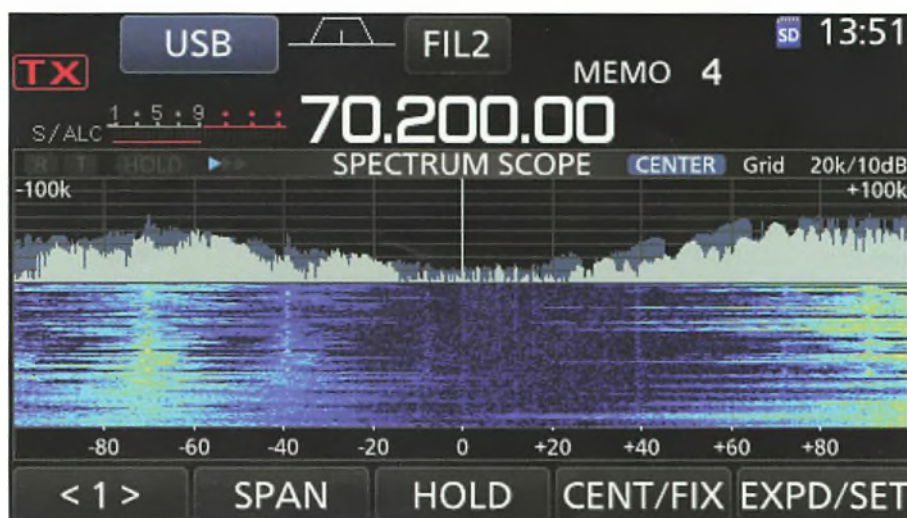 USB FIL2 SD 13:51
TX MEMO 4
S/ALC 1 5 9 70.200.00
R T HOLD SPECTRUM SCOPE CENTER Grid 20k/10dB
-100k +100k
-80 -60 -40 -20 0 +20 +40 +60 +80
< 1 > SPAN HOLD CENT/FIX EXPD/SET